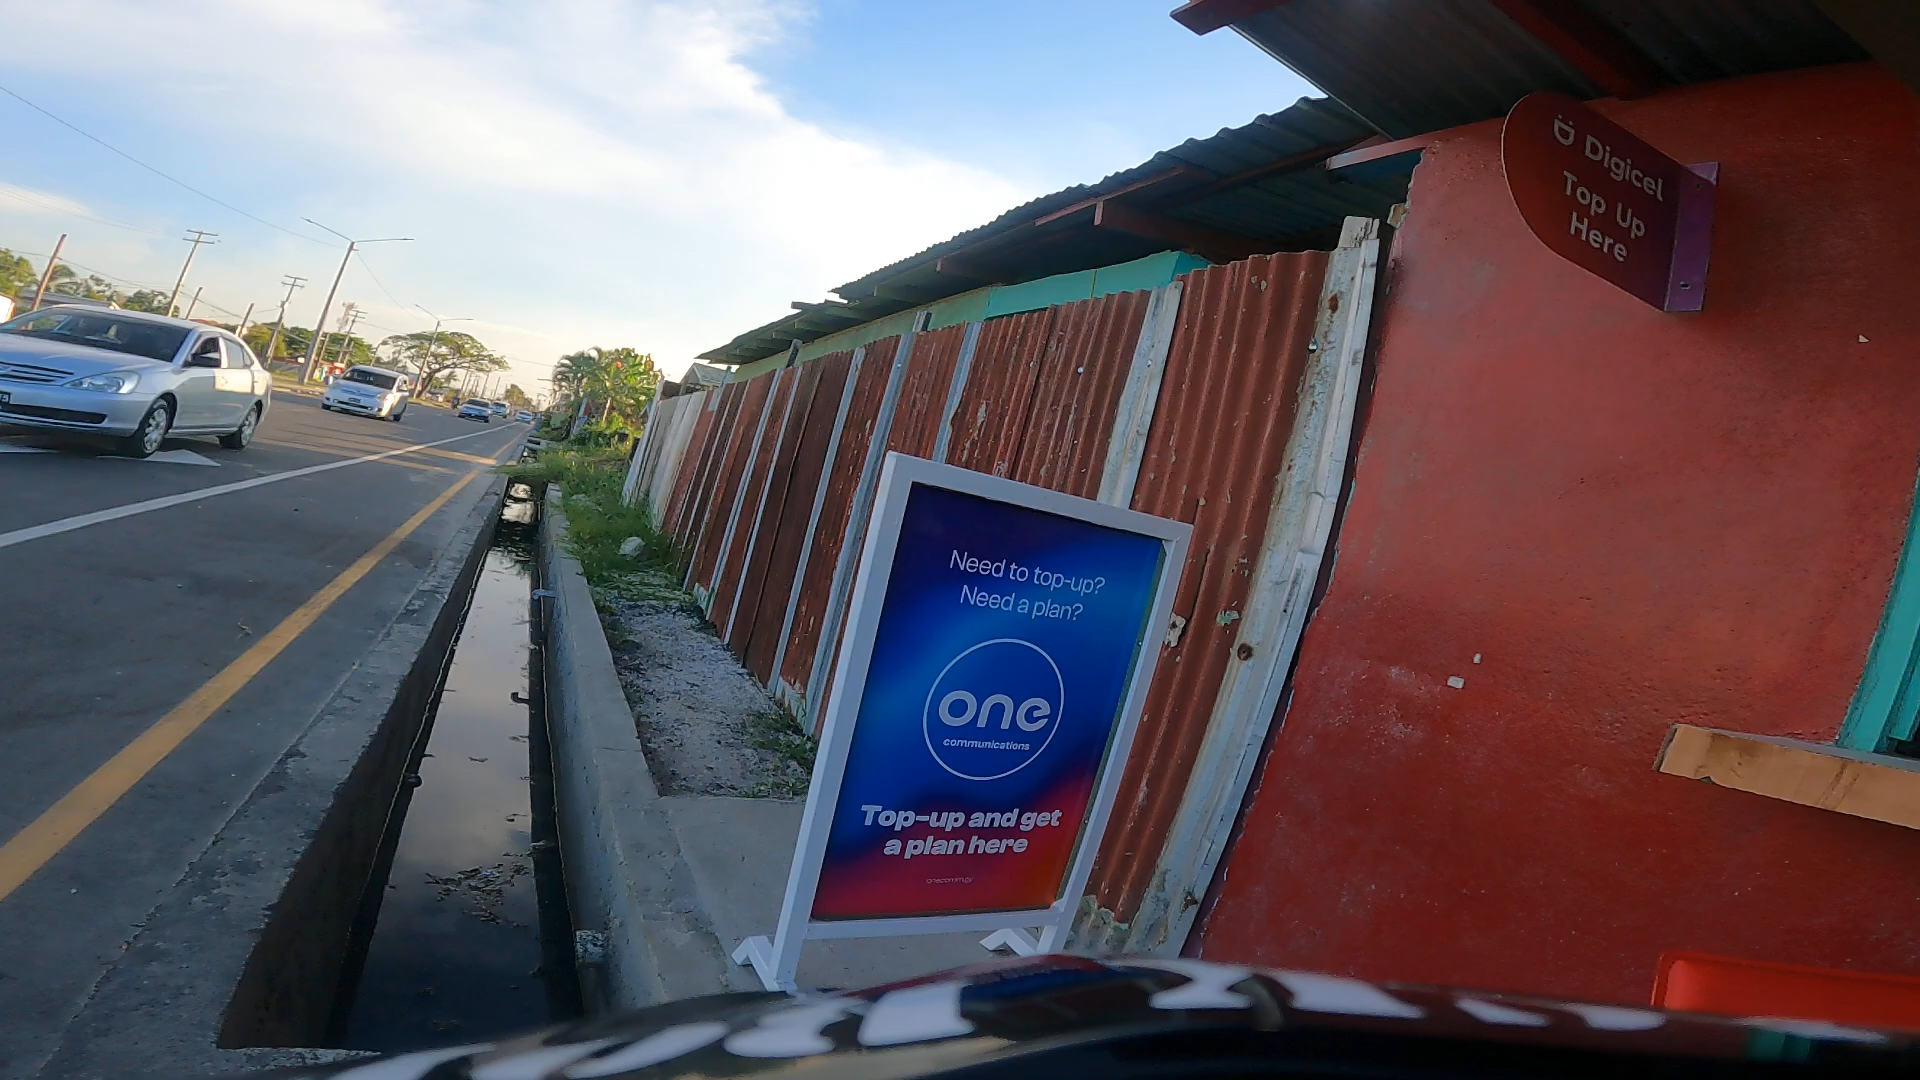 Digicel
Top Up
Here
Need to top-up?
Need a plan?
one
communications
Top-up and get
a plan here
onecomm.gy